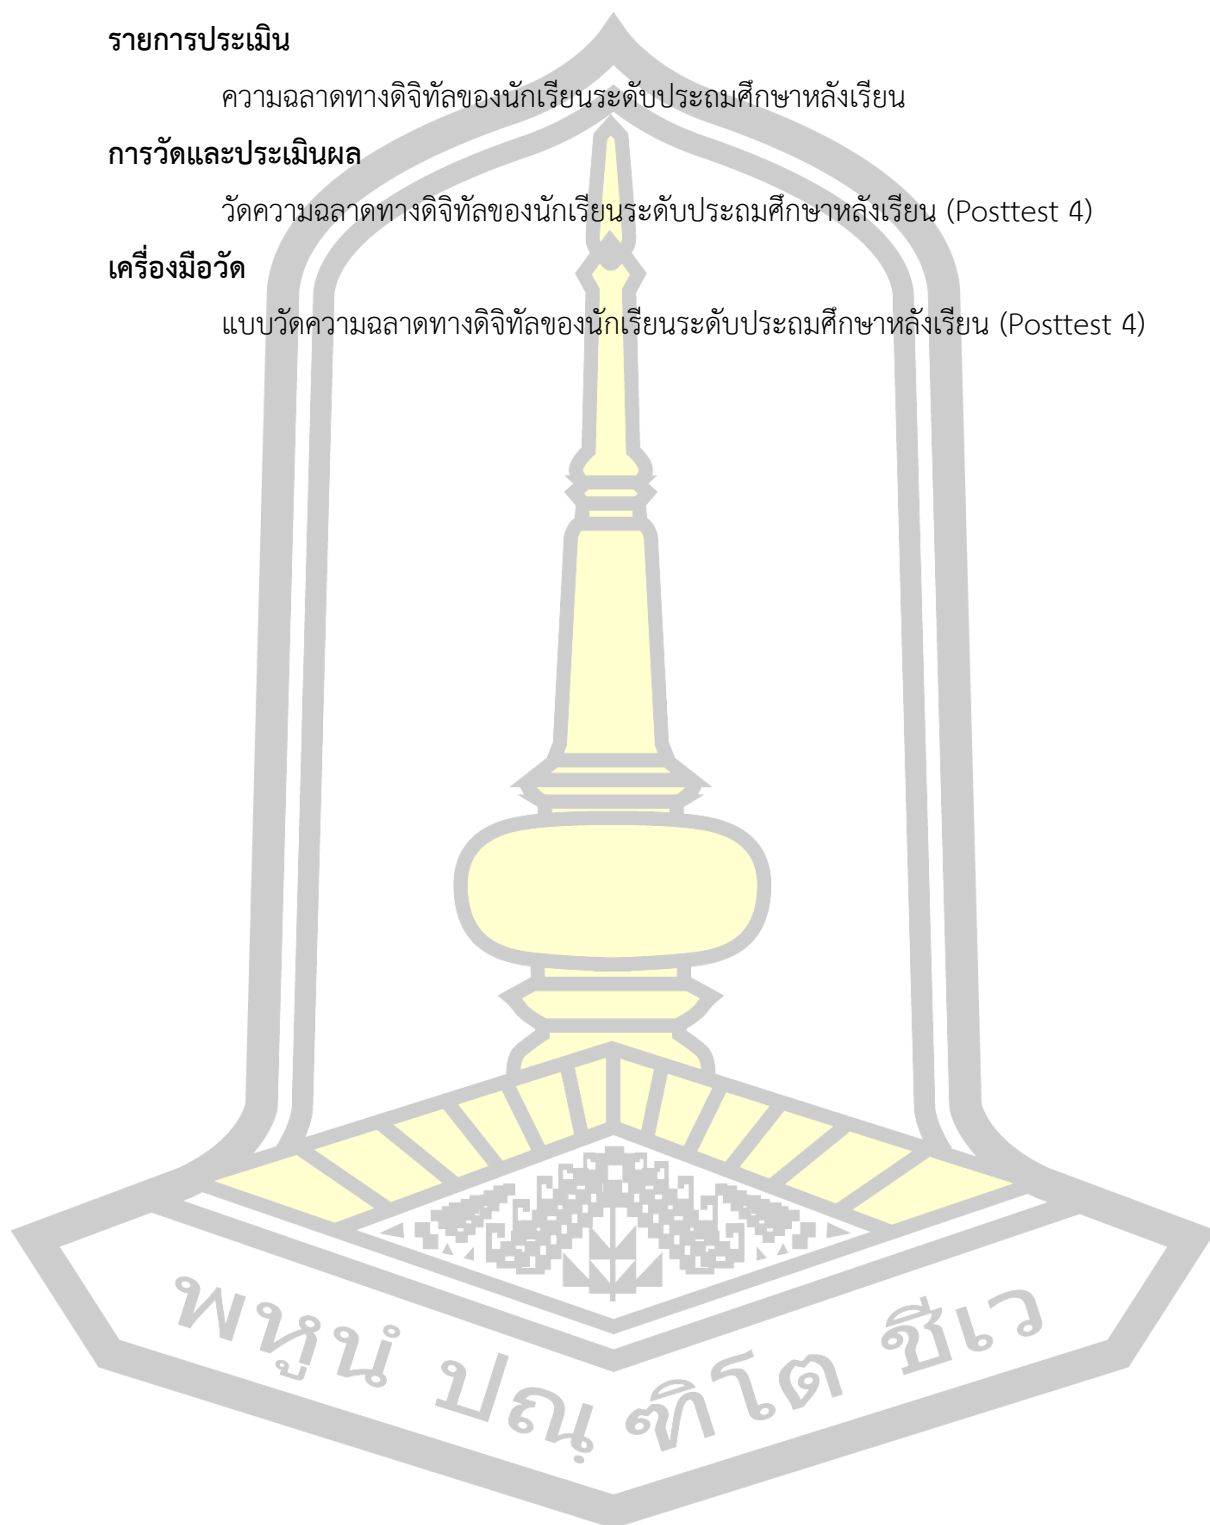 รายการประเมิน
ความฉลาดทางดิจิทัลของนักเรียนระดับประถมศึกษาหลังเรียน
การวัดและประเมินผล
วัดความฉลาดทางดิจิทัลของนักเรียนระดับประถมศึกษาหลังเรียน (Posttest 4)
เครื่องมือวัด
แบบวัดความฉลาดทางดิจิทัลของนักเรียนระดับประถมศึกษาหลังเรียน (Posttest 4)
พหูนํ ปณฺ ฑิโต ชีเว